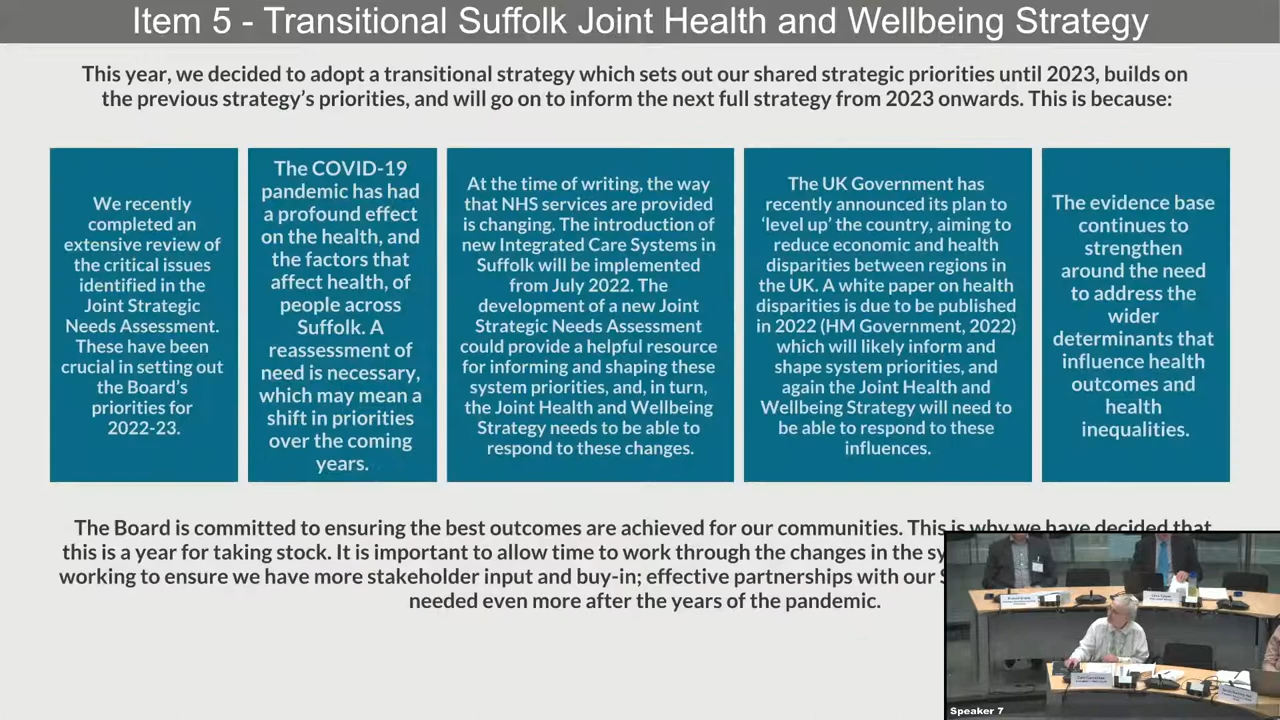 Item 5 - Transitional Suffolk Joint Health and Wellbeing Strategy
This year, we decided to adopt a transitional strategy which sets out our shared strategic priorities until 2023, builds on
the previous strategy's priorities, and will go on to inform the next full strategy from 2023 onwards. This is because:
We recently
completed an
extensive review of
the critical issues
identified in the
Joint Strategic
Needs Assessment.
These have been
crucial in setting out
the Board's
priorities for
2022-23.
The COVID-19
pandemic has had
a profound effect
on the health, and
the factors that
affect health, of
people across
Suffolk. A
reassessment of
need is necessary,
which may mean a
shift in priorities
over the coming
years.
At the time of writing, the way
that NHS services are provided
is changing. The introduction of
new Integrated Care Systems in
Suffolk will be implemented
from July 2022. The
development of a new Joint
Strategic Needs Assessment
could provide a helpful resource
for informing and shaping these
system priorities, and, in turn,
the Joint Health and Wellbeing
Strategy needs to be able to
respond to these changes.
The UK Government has
recently announced its plan to
‘level up’ the country, aiming to
reduce economic and health
disparities between regions in
the UK. A white paper on health
disparities is due to be published
in 2022 (HM Government, 2022)
which will likely inform and
shape system priorities, and
again the Joint Health and
Wellbeing Strategy will need to
be able to respond to these
influences.
The evidence base
continues to
strengthen
around the need
to address the
wider
determinants that
influence health
outcomes and
health
inequalities.
The Board is committed to ensuring the best outcomes are achieved for our communities. This is why we have decided that
this is a year for taking stock. It is important to allow time to work through the changes in the
working to ensure we have more stakeholder input and buy-in; effective partnerships with our
needed even more after the years of the pandemic.
Speaker 7